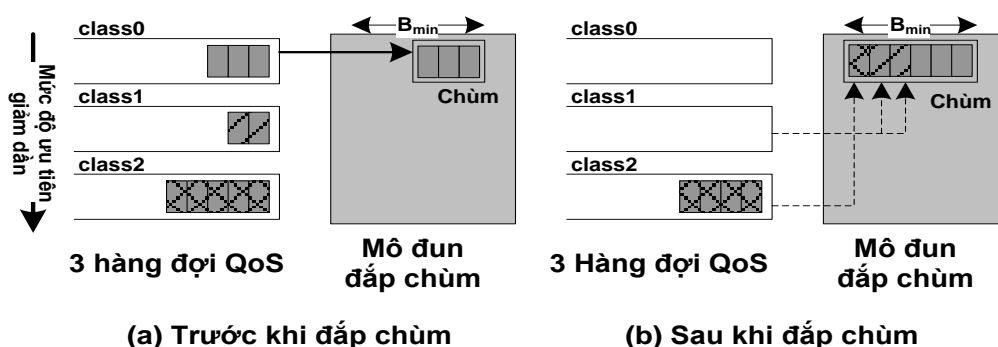 Mức độ ưu tiên
giảm dần
class0
class1
class2
3 hàng đợi QoS
Bmin
Chùm
Mô đun
đắp chùm
(a) Trước khi đắp chùm
class0
class1
class2
3 Hàng đợi QoS
Bmin
Chùm
Mô đun
đắp chùm
(b) Sau khi đắp chùm